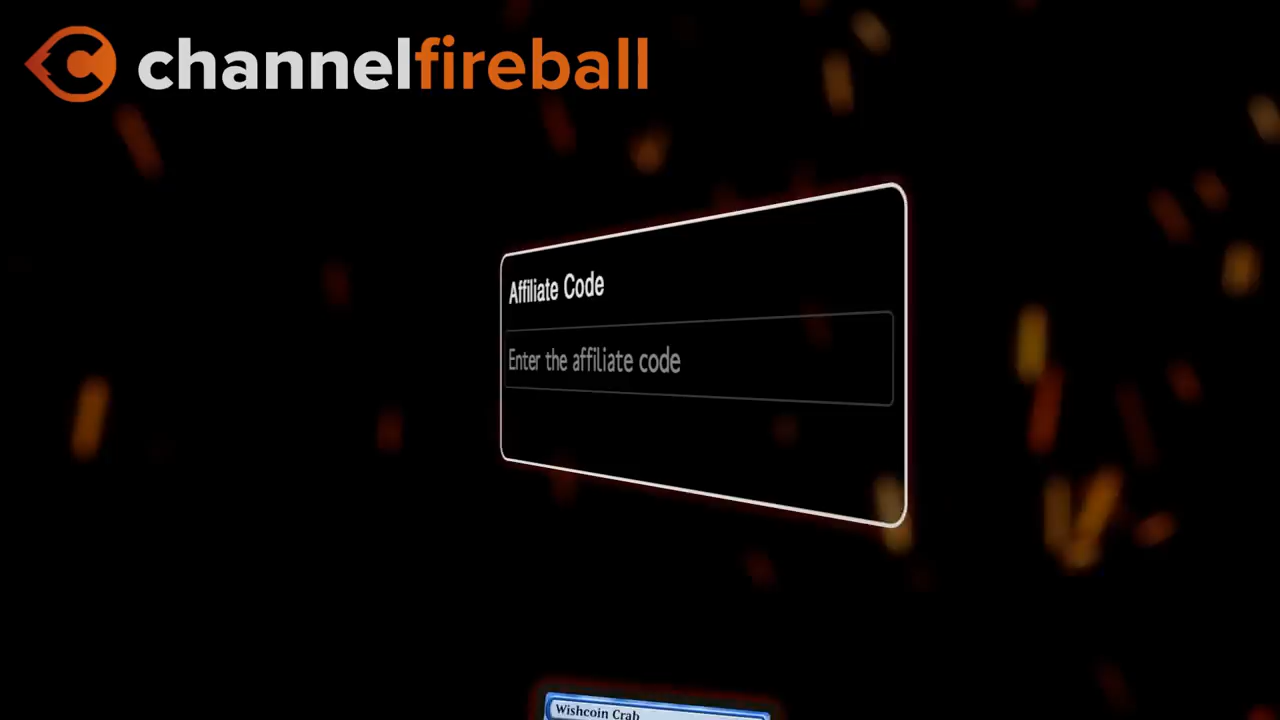 channelfireball
Affiliate Code
Enter the affiliate code
Wishcoin Crab